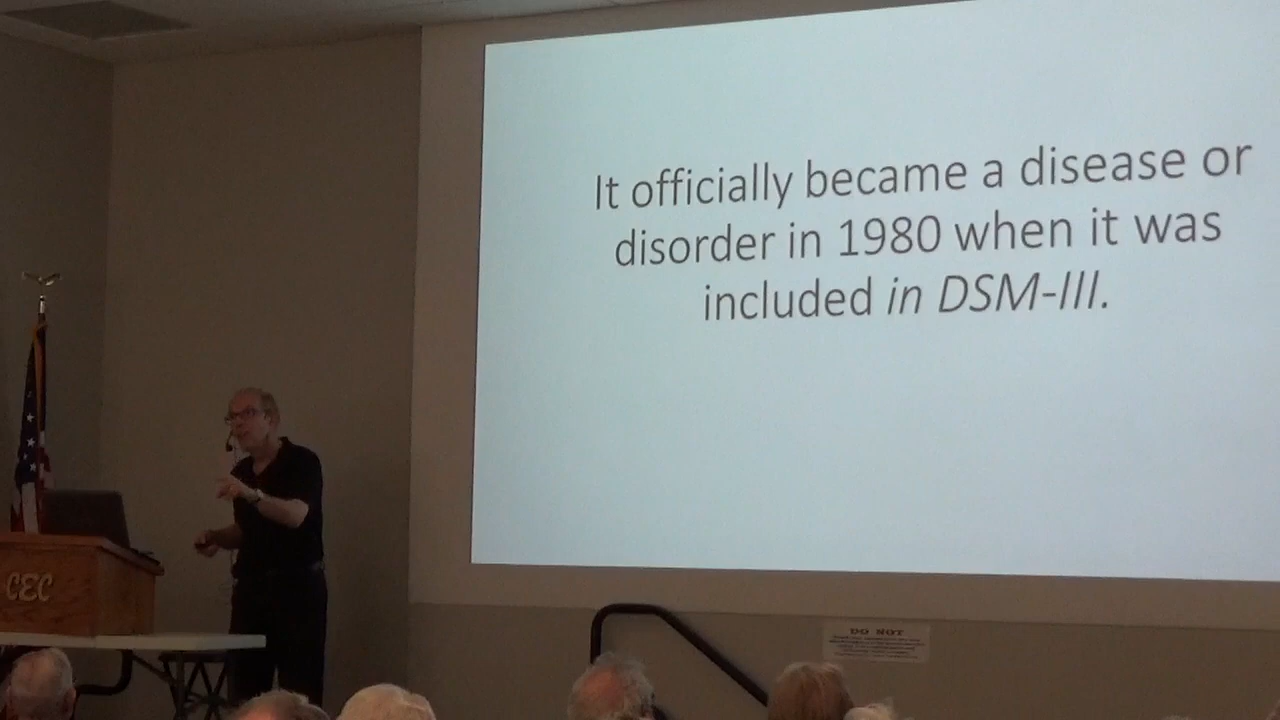 It officially became a disease or
disorder in 1980 when it was
included in DSM-III.
CEC
DO NOT